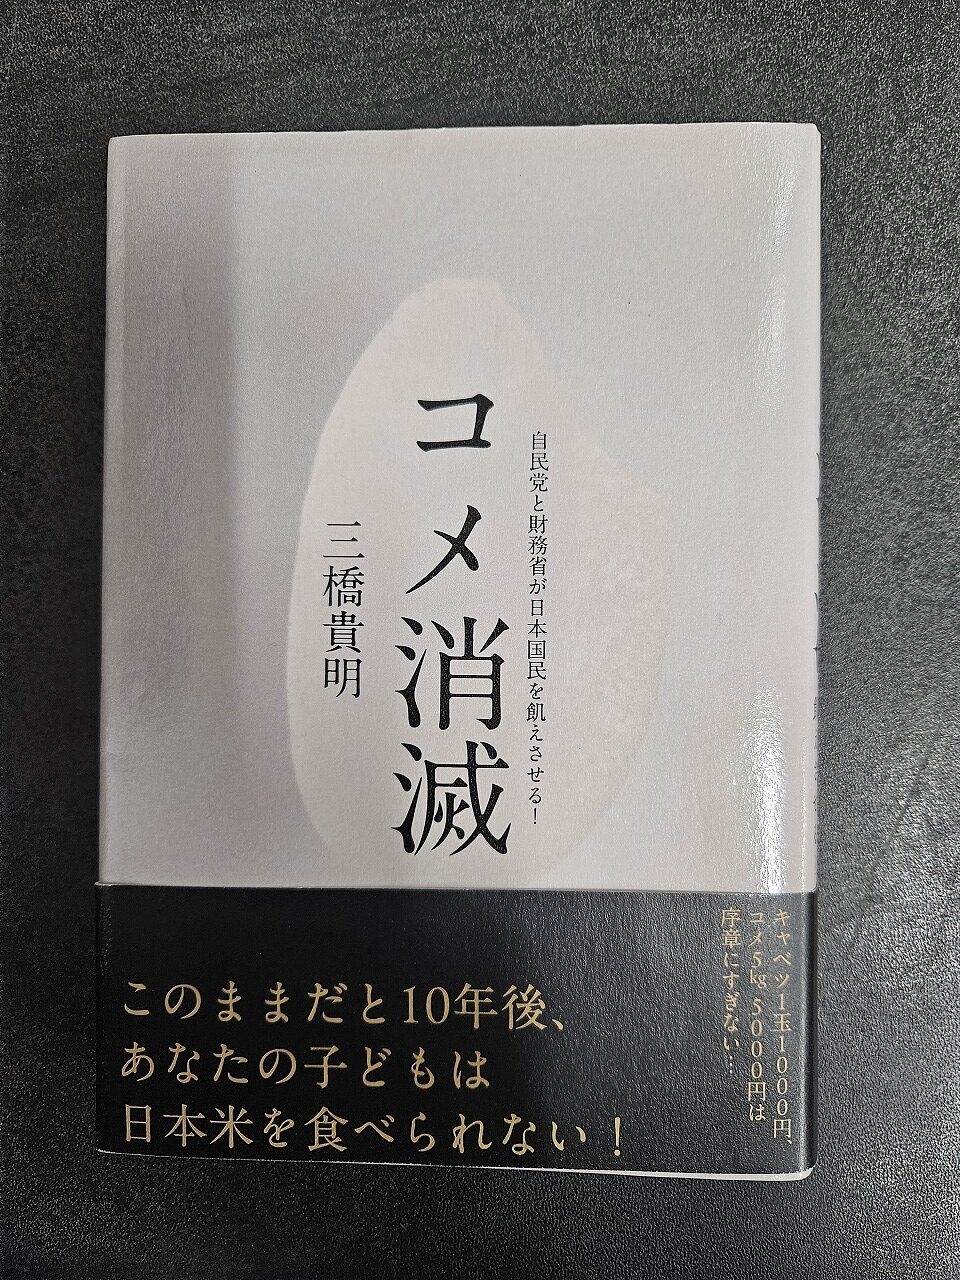 自民党と財務省が日本国民を飢えさせる!
コメ消滅
三橋貴明
キャベツ1玉1000円、
コメ5kg 5000円は
序章にすぎない…
このままだと10年後、
あなたの子どもは
日本米を食べられない!